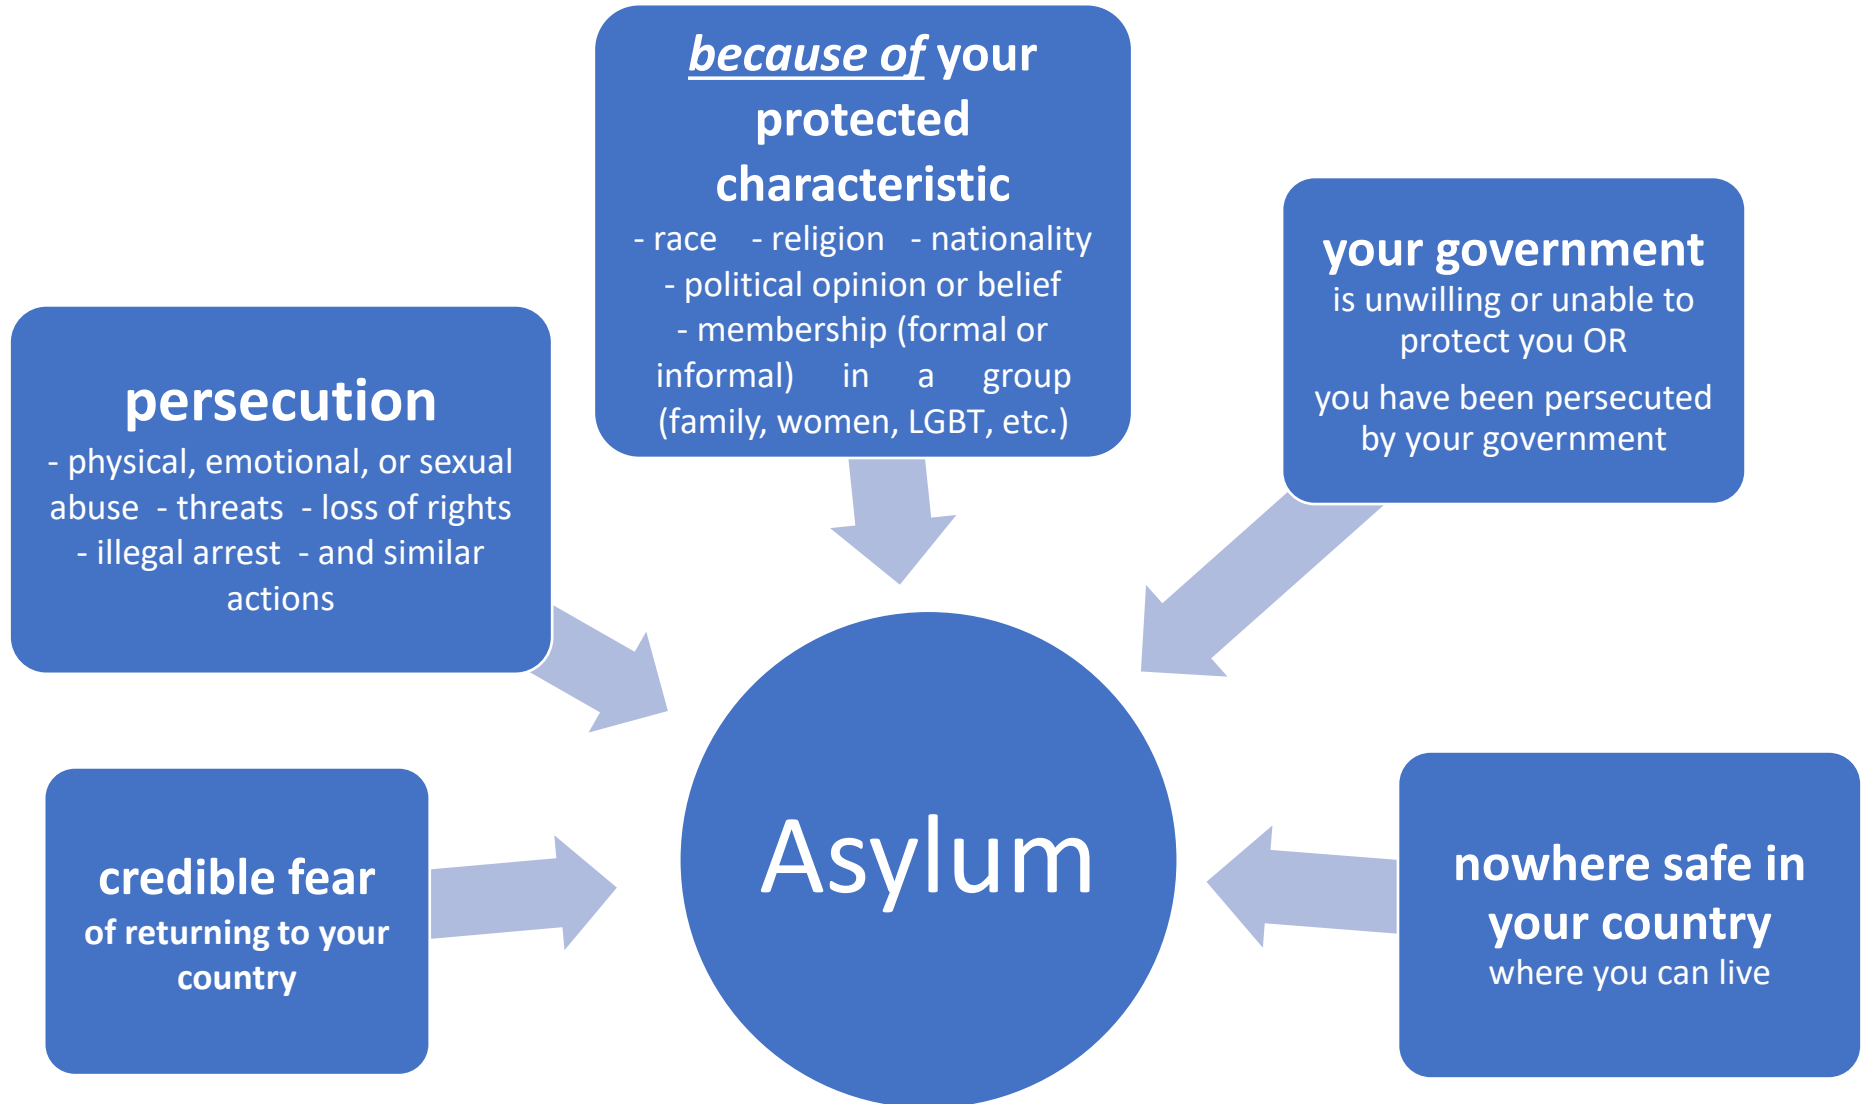 credible fear
of returning to your
country
persecution
- physical, emotional, or sexual
abuse - threats - loss of rights
- illegal arrest - and similar
actions
because of your
protected
characteristic
- race - religion - nationality
- political opinion or belief
- membership (formal or
informal) in a group
(family, women, LGBT, etc.)
your government
is unwilling or unable to
protect you OR
you have been persecuted
by your government
nowhere safe in
your country
where you can live
Asylum